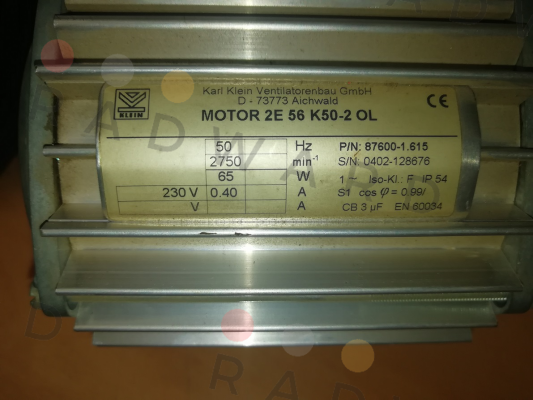 Karl Klein Ventilatorenbau GmbH
D - 73773 Aichwald
KLEIN
MOTOR 2E 56 K50-2 OL
CE
50 Hz P/N: 87600-1.615
2750 min⁻¹ S/N: 0402-128676
65 W 1 ~ Iso-Kl.: F IP 54
230 V 0.40 A S1 cos φ = 0.99/
V A CB 3 µF EN 60034